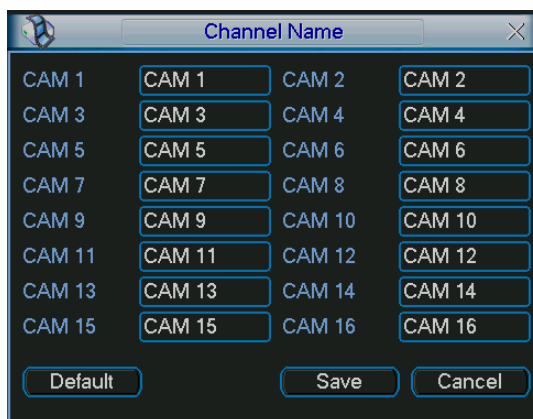 Channel Name
CAM 1 CAM 1 CAM 2 CAM 2
CAM 3 CAM 3 CAM 4 CAM 4
CAM 5 CAM 5 CAM 6 CAM 6
CAM 7 CAM 7 CAM 8 CAM 8
CAM 9 CAM 9 CAM 10 CAM 10
CAM 11 CAM 11 CAM 12 CAM 12
CAM 13 CAM 13 CAM 14 CAM 14
CAM 15 CAM 15 CAM 16 CAM 16
Default Save Cancel